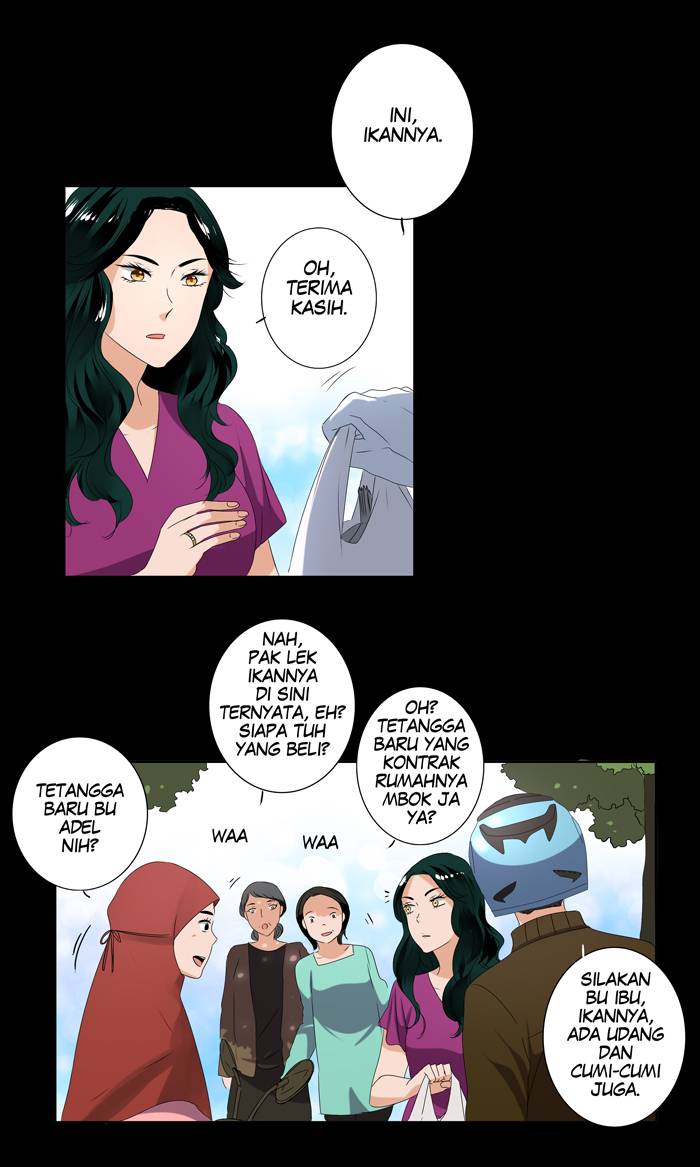 INI,
IKANNYA.
OH,
TERIMA
KASIH.
NAH,
PAK LEK
IKANNYA
DI SINI
TERNYATA, EH?
SIAPA TUH
YANG BELI?
TETANGGA
BARU BU
ADEL
NIH?
OH?
TETANGGA
BARU YANG
KONTRAK
RUMAHNYA
MBOK JA
YA?
WAA
WAA
SILAKAN
BU IBU,
IKANNYA,
ADA UDANG
DAN
CUMI-CUMI
JUGA.